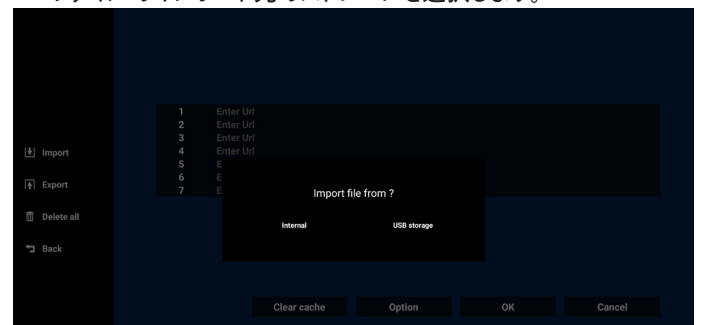 1 Enter Url
2 Enter Url
3 Enter Url
4 Enter Url
5 E
6 E
7 E
Import
Export
Delete all
Back
Import file from ?
Internal USB storage
Clear cache Option OK Cancel